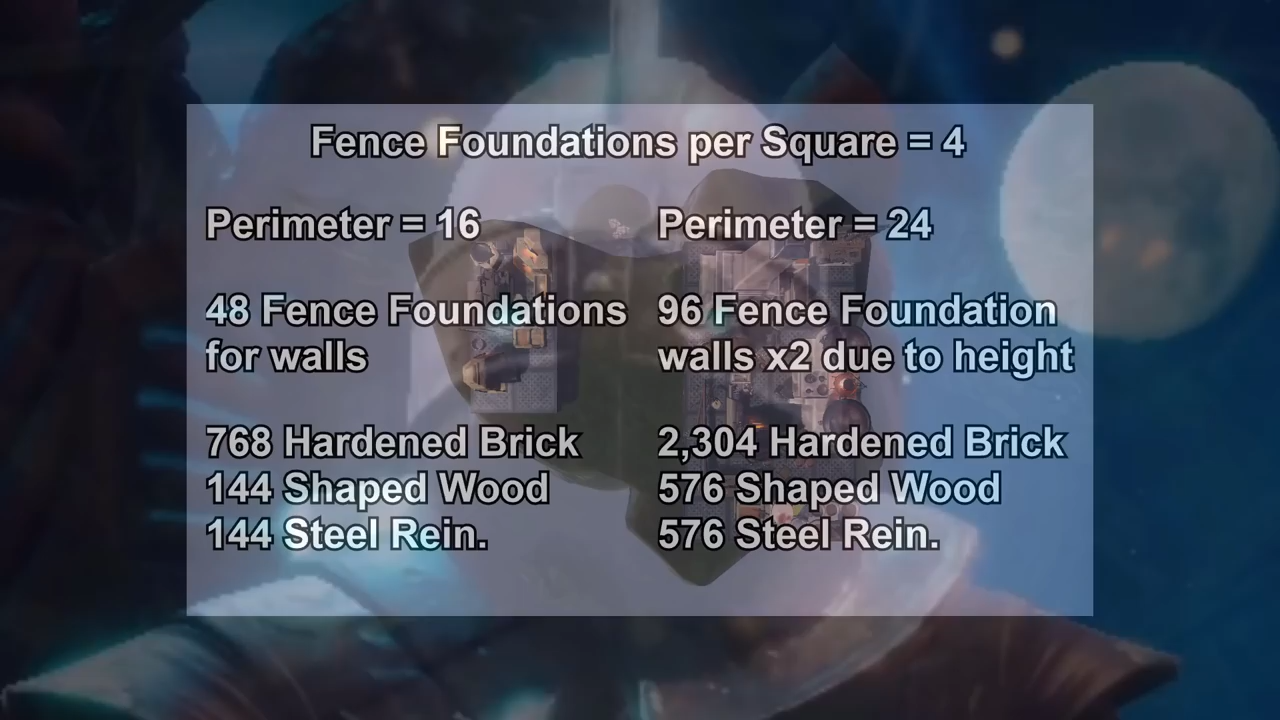 Fence Foundations per Square = 4
Perimeter = 16
48 Fence Foundations
for walls
768 Hardened Brick
144 Shaped Wood
144 Steel Rein.
Perimeter = 24
96 Fence Foundation
walls x2 due to height
2,304 Hardened Brick
576 Shaped Wood
576 Steel Rein.